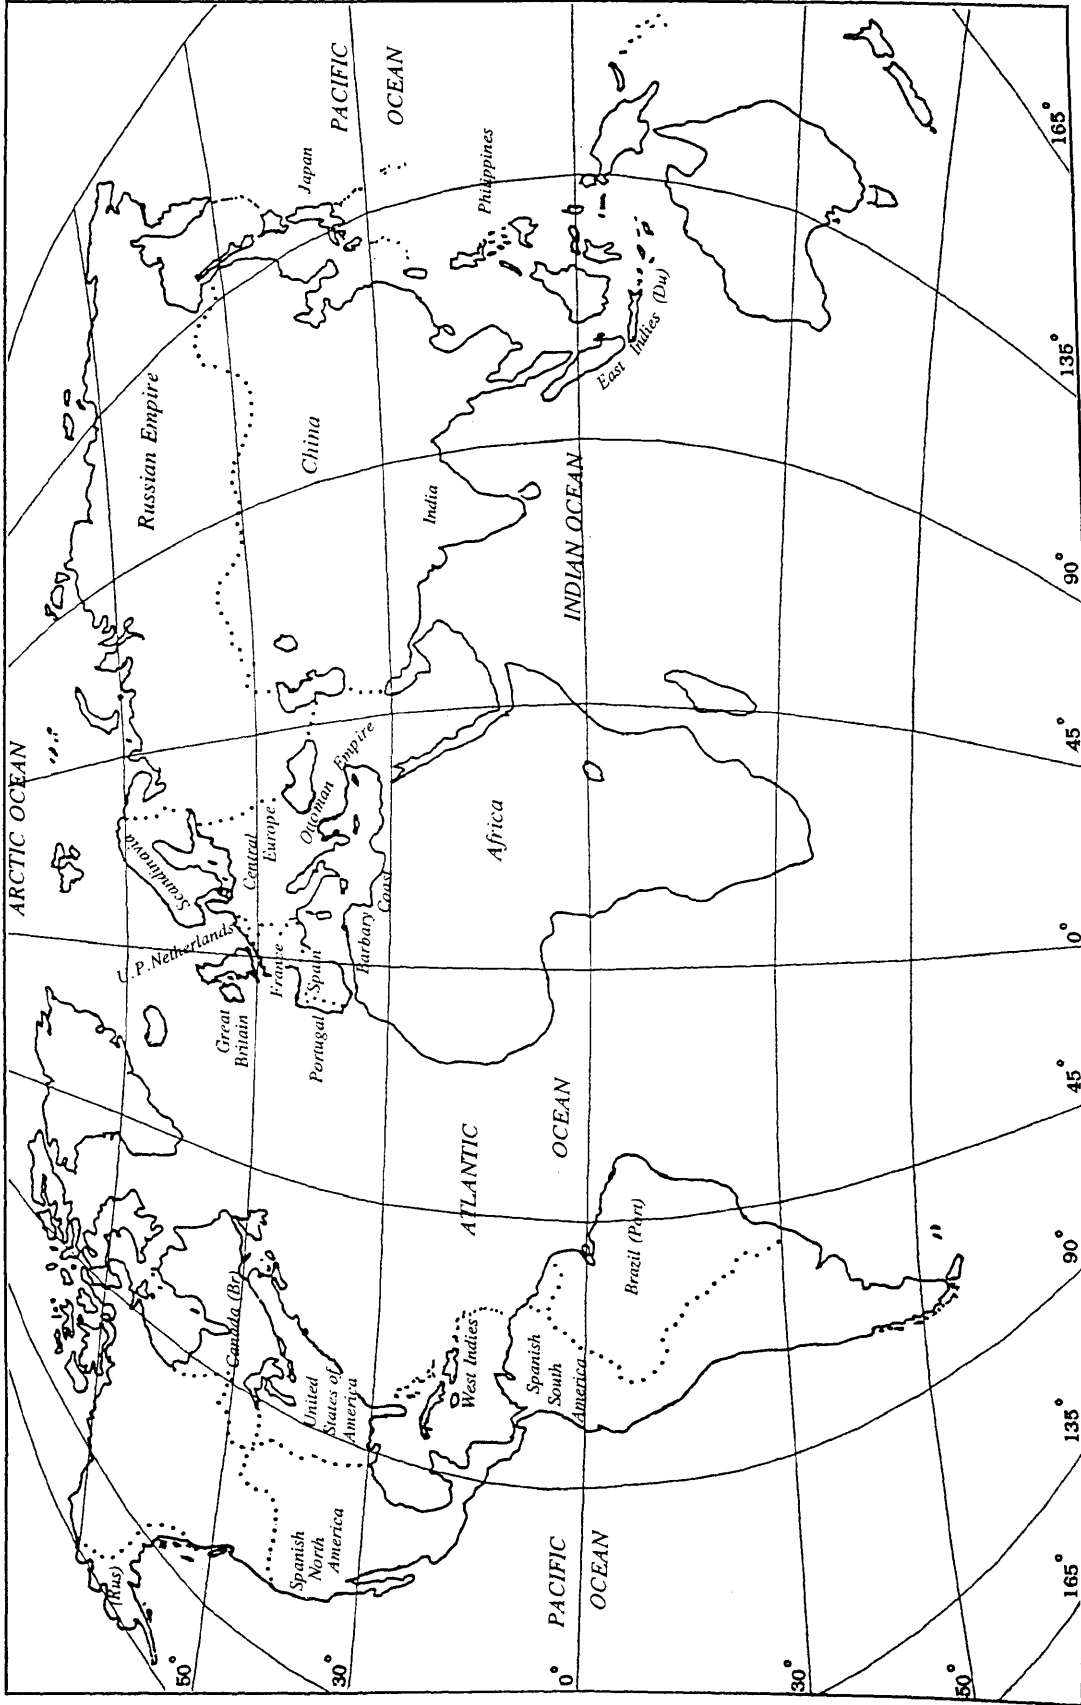 ARCTIC OCEAN
PACIFIC
OCEAN
Russian Empire
Japan
China
Philippines
India
East Indies (Du)
INDIAN OCEAN
Scandinavia
Central
Europe
Ottoman Empire
U.P. Netherlands
France
Spain
Portugal
Great
Britain
Barbary
Coast
Africa
ATLANTIC
OCEAN
(Rus)
Canada (Br)
United
States of
America
Spanish
North
America
West Indies
Spanish
South
America
Brazil (Port)
PACIFIC
OCEAN
50°
30°
0°
30°
50°
165°
135°
90°
45°
0°
45°
90°
135°
165°